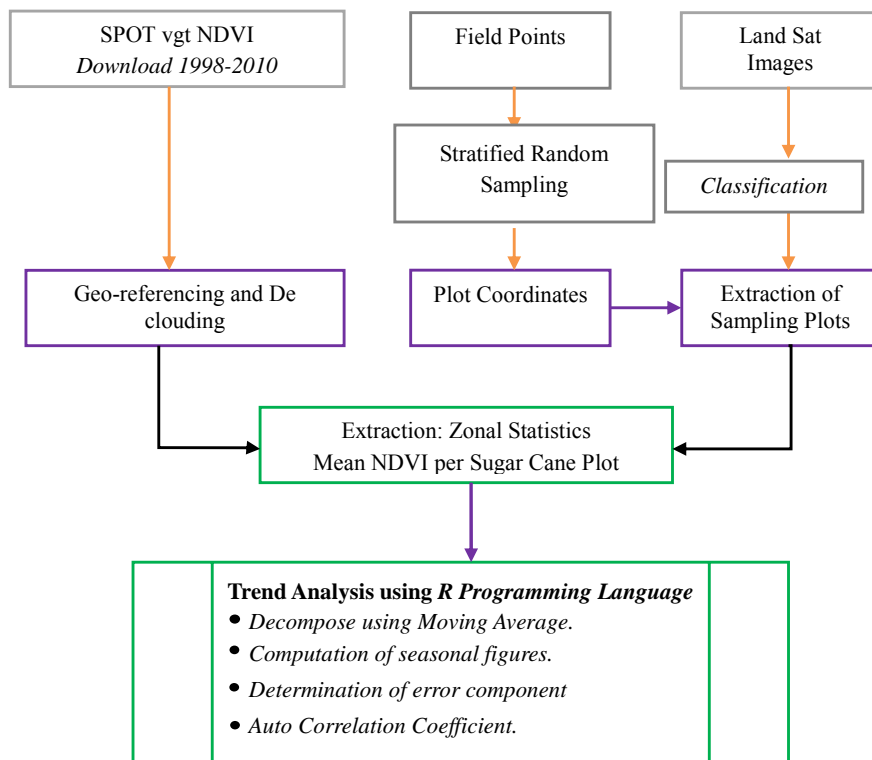 SPOT vgt NDVI
Download 1998-2010
Field Points
Land Sat
Images
Stratified Random
Sampling
Classification
Geo-referencing and De
clouding
Plot Coordinates
Extraction of
Sampling Plots
Extraction: Zonal Statistics
Mean NDVI per Sugar Cane Plot
Trend Analysis using R Programming Language
• Decompose using Moving Average.
• Computation of seasonal figures.
• Determination of error component
• Auto Correlation Coefficient.